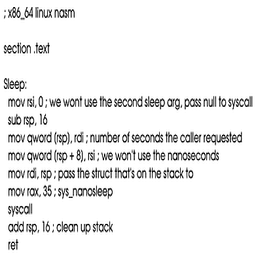 ; x86_64 linux nasm
section .text
Sleep:
mov rsi, 0 ; we wont use the second sleep arg, pass null to syscall
sub rsp, 16
mov qword (rsp), rdi ; number of seconds the caller requested
mov qword (rsp + 8), rsi ; we won't use the nanoseconds
mov rdi, rsp ; pass the struct that's on the stack to
mov rax, 35 ; sys_nanosleep
syscall
add rsp, 16 ; clean up stack
ret